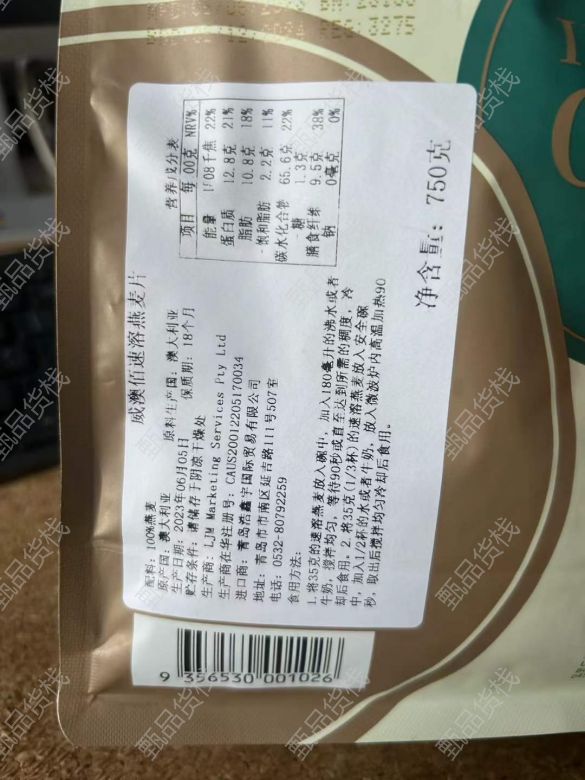 威澳佰速溶燕麦片
配料: 100%燕麦
原产国: 澳大利亚 原料生产国: 澳大利亚
生产日期: 2023年06月05日 保质期: 18个月
贮存条件: 请储存于阴凉干燥处
生产商: LJM Marketing Services Pty Ltd
生产商在华注册号: CAUS20012205170034
进口商: 青岛浩鑫宇国际贸易有限公司
地址: 青岛市市南区延吉路111号507室
电话: 0532-80792259
食用方法:
1. 将35克的速溶燕麦放入碗中, 加入180毫升的沸水或者
牛奶, 搅拌均匀, 等待90秒或直至达到所需的稠度, 冷
却后食用。2. 将35克(1/3杯)的速溶燕麦放入安全碗
中, 加入1/2杯的水或者牛奶, 放入微波炉内高温加热90
秒, 取出后搅拌均匀冷却后食用。
营养成分表
项目 每100克 NRV%
能量 1608千焦 22%
蛋白质 12.8克 21%
脂肪 10.8克 18%
-饱和脂肪 2.2克 11%
碳水化合物 65.6克 22%
-糖 1.3克
膳食纤维 9.5克 38%
钠 0毫克 0%
净含量: 750克
9 356530 001026
甄品货栈